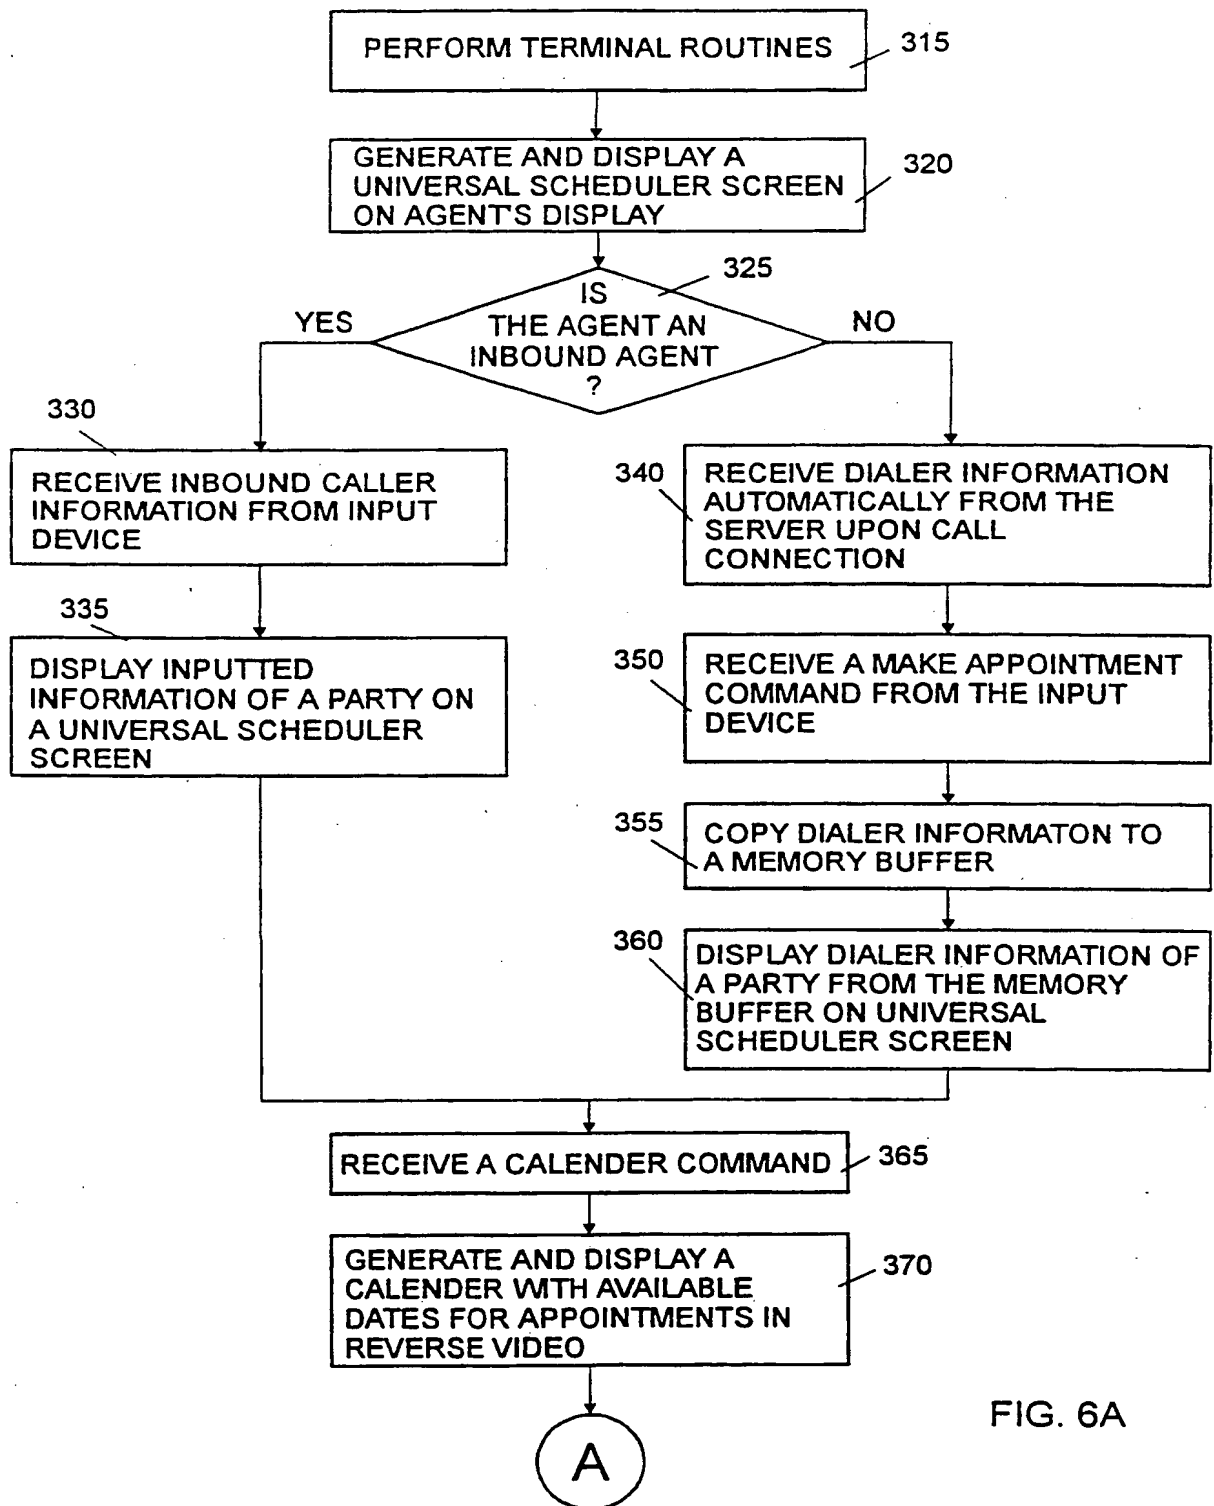 PERFORM TERMINAL ROUTINES
315
GENERATE AND DISPLAY A
UNIVERSAL SCHEDULER SCREEN
ON AGENT'S DISPLAY
320
325
IS
THE AGENT AN
INBOUND AGENT
?
YES
NO
330
RECEIVE INBOUND CALLER
INFORMATION FROM INPUT
DEVICE
335
DISPLAY INPUTTED
INFORMATION OF A PARTY ON
A UNIVERSAL SCHEDULER
SCREEN
340
RECEIVE DIALER INFORMATION
AUTOMATICALLY FROM THE
SERVER UPON CALL
CONNECTION
350
RECEIVE A MAKE APPOINTMENT
COMMAND FROM THE INPUT
DEVICE
355
COPY DIALER INFORMATON TO
A MEMORY BUFFER
360
DISPLAY DIALER INFORMATION OF
A PARTY FROM THE MEMORY
BUFFER ON UNIVERSAL
SCHEDULER SCREEN
RECEIVE A CALENDER COMMAND
365
GENERATE AND DISPLAY A
CALENDER WITH AVAILABLE
DATES FOR APPOINTMENTS IN
REVERSE VIDEO
370
A
FIG. 6A